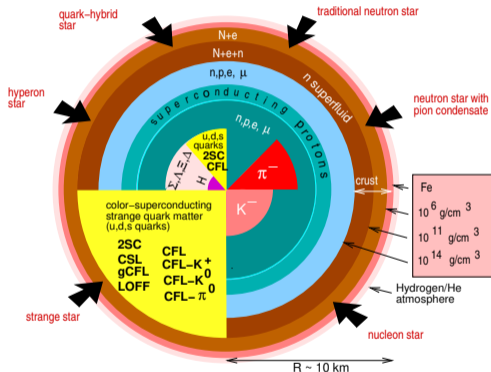 quark–hybrid
star
traditional neutron star
hyperon
star
neutron star with
pion condensate
N+e
N+e+n
n,p,e, μ
n superfluid
superconducting protons
n,p,e, μ
u,d,s
quarks
2SC
CFL
Σ,Λ,Ξ,Δ
H
π⁻
K⁻
crust
Fe
10⁶ g/cm³
10¹¹ g/cm³
10¹⁴ g/cm³
color–superconducting
strange quark matter
(u,d,s quarks)
2SC
CSL
gCFL
LOFF
CFL
CFL–K⁺
CFL–K⁰
CFL–π⁰
Hydrogen/He
atmosphere
strange star
nucleon star
R ~ 10 km